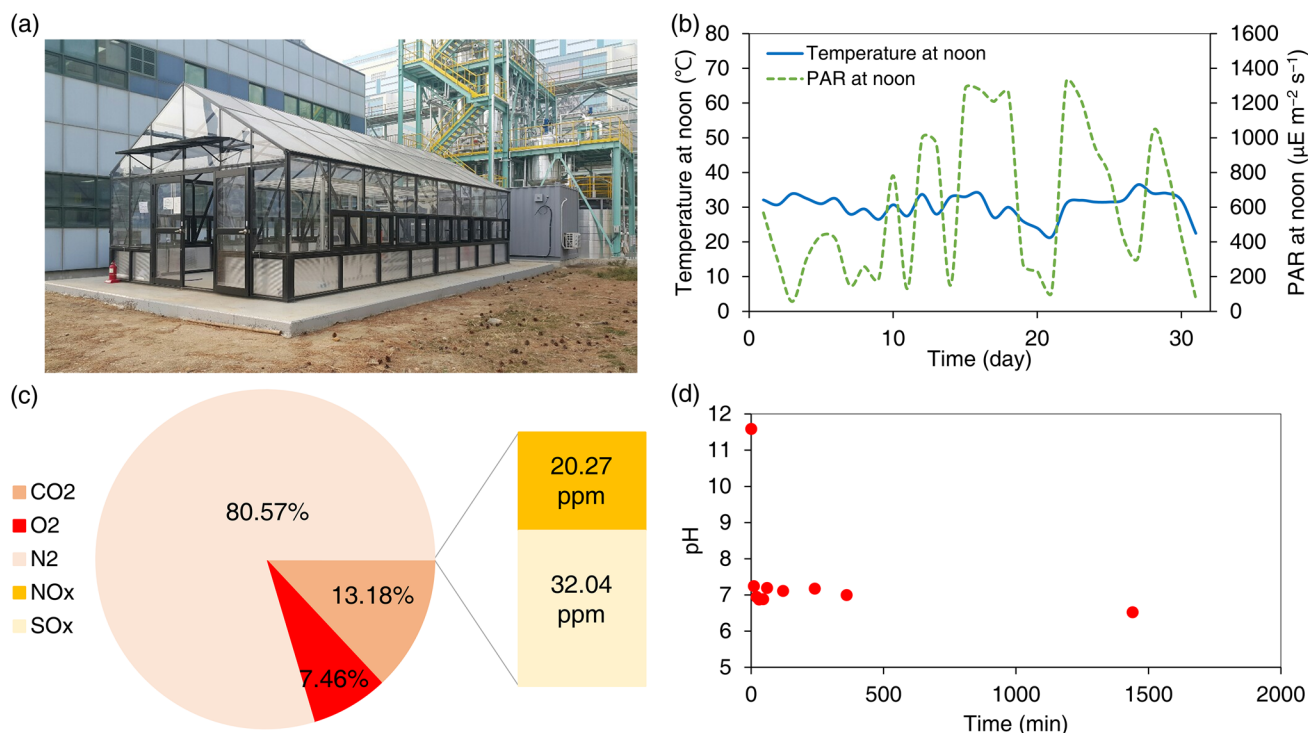 (a)
(b)
80
70
60
50
40
30
20
10
0
Temperature at noon (°C)
Temperature at noon
PAR at noon
1600
1400
1200
1000
800
600
400
200
0
PAR at noon (µE m⁻² s⁻¹)
0 10 20 30
Time (day)
(c)
CO2
O2
N2
NOx
SOx
80.57%
13.18%
7.46%
20.27
ppm
32.04
ppm
(d)
12
11
10
9
8
7
6
5
pH
0 500 1000 1500 2000
Time (min)